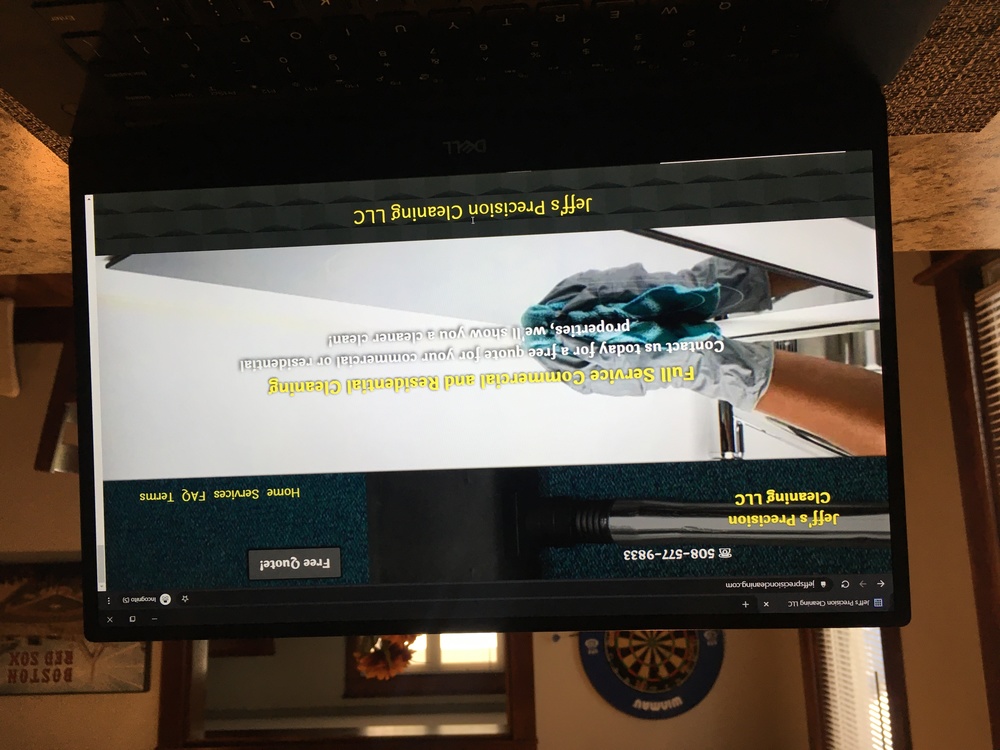 WINMAU
BOSTON
RED SOX
Jeff's Precision Cleaning LLC
Incognito (5)
jeffsprecisioncleaning.com
☏ 508-577-9833
Free Quote!
Jeff's Precision
Cleaning LLC
Home Services FAQ Terms
Full Service Commercial and Residential Cleaning
Contact us today for a free quote for your commercial or residential
properties, we'll show you a cleaner clean!
Jeff's Precision Cleaning LLC
DELL
Q W E R T Y U I O P
K L
Enter